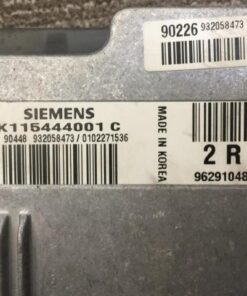 90226 932058473
SIEMENS
K115444001 C
90448 932058473 / 0102271536
MADE IN KOREA
2 R
96291048